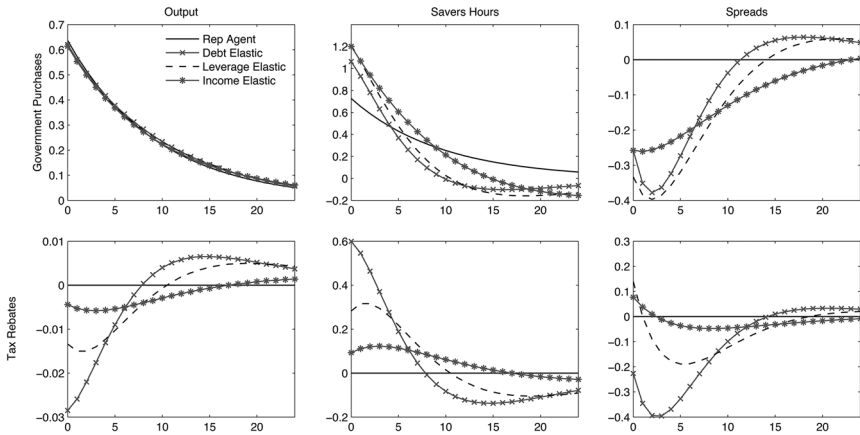 Output
Savers Hours
Spreads
Government Purchases
0.7
0.6
0.5
0.4
0.3
0.2
0.1
0
0 5 10 15 20
Rep Agent
Debt Elastic
Leverage Elastic
Income Elastic
1.2
1
0.8
0.6
0.4
0.2
0
−0.2
0 5 10 15 20
0.1
0
−0.1
−0.2
−0.3
−0.4
0 5 10 15 20
Tax Rebates
0.01
0
−0.01
−0.02
−0.03
0 5 10 15 20
0.6
0.4
0.2
0
−0.2
0 5 10 15 20
0.3
0.2
0.1
0
−0.1
−0.2
−0.3
−0.4
0 5 10 15 20